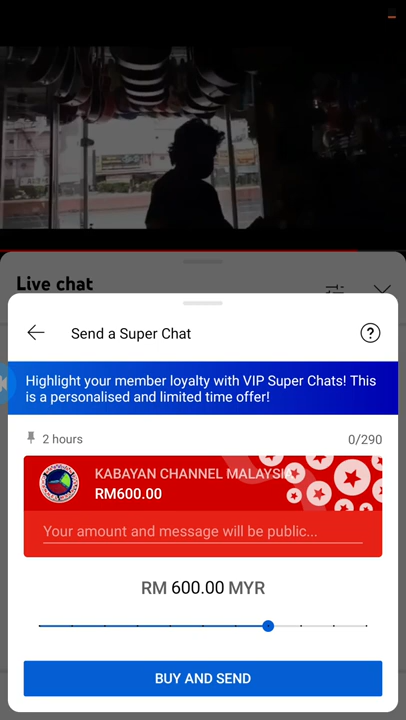 Live chat
Send a Super Chat
Highlight your member loyalty with VIP Super Chats! This
is a personalised and limited time offer!
2 hours
0/290
KABAYAN CHANNEL MALAYSIA
RM600.00
Your amount and message will be public...
RM 600.00 MYR
BUY AND SEND